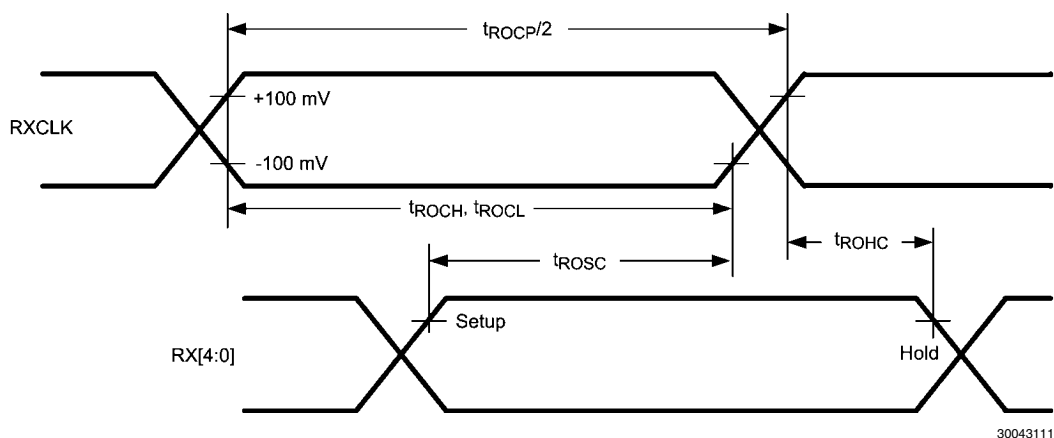 tROCP/2
+100 mV
RXCLK
-100 mV
tROCH, tROCL
tROHC
tROSC
Setup
RX[4:0]
Hold
30043111